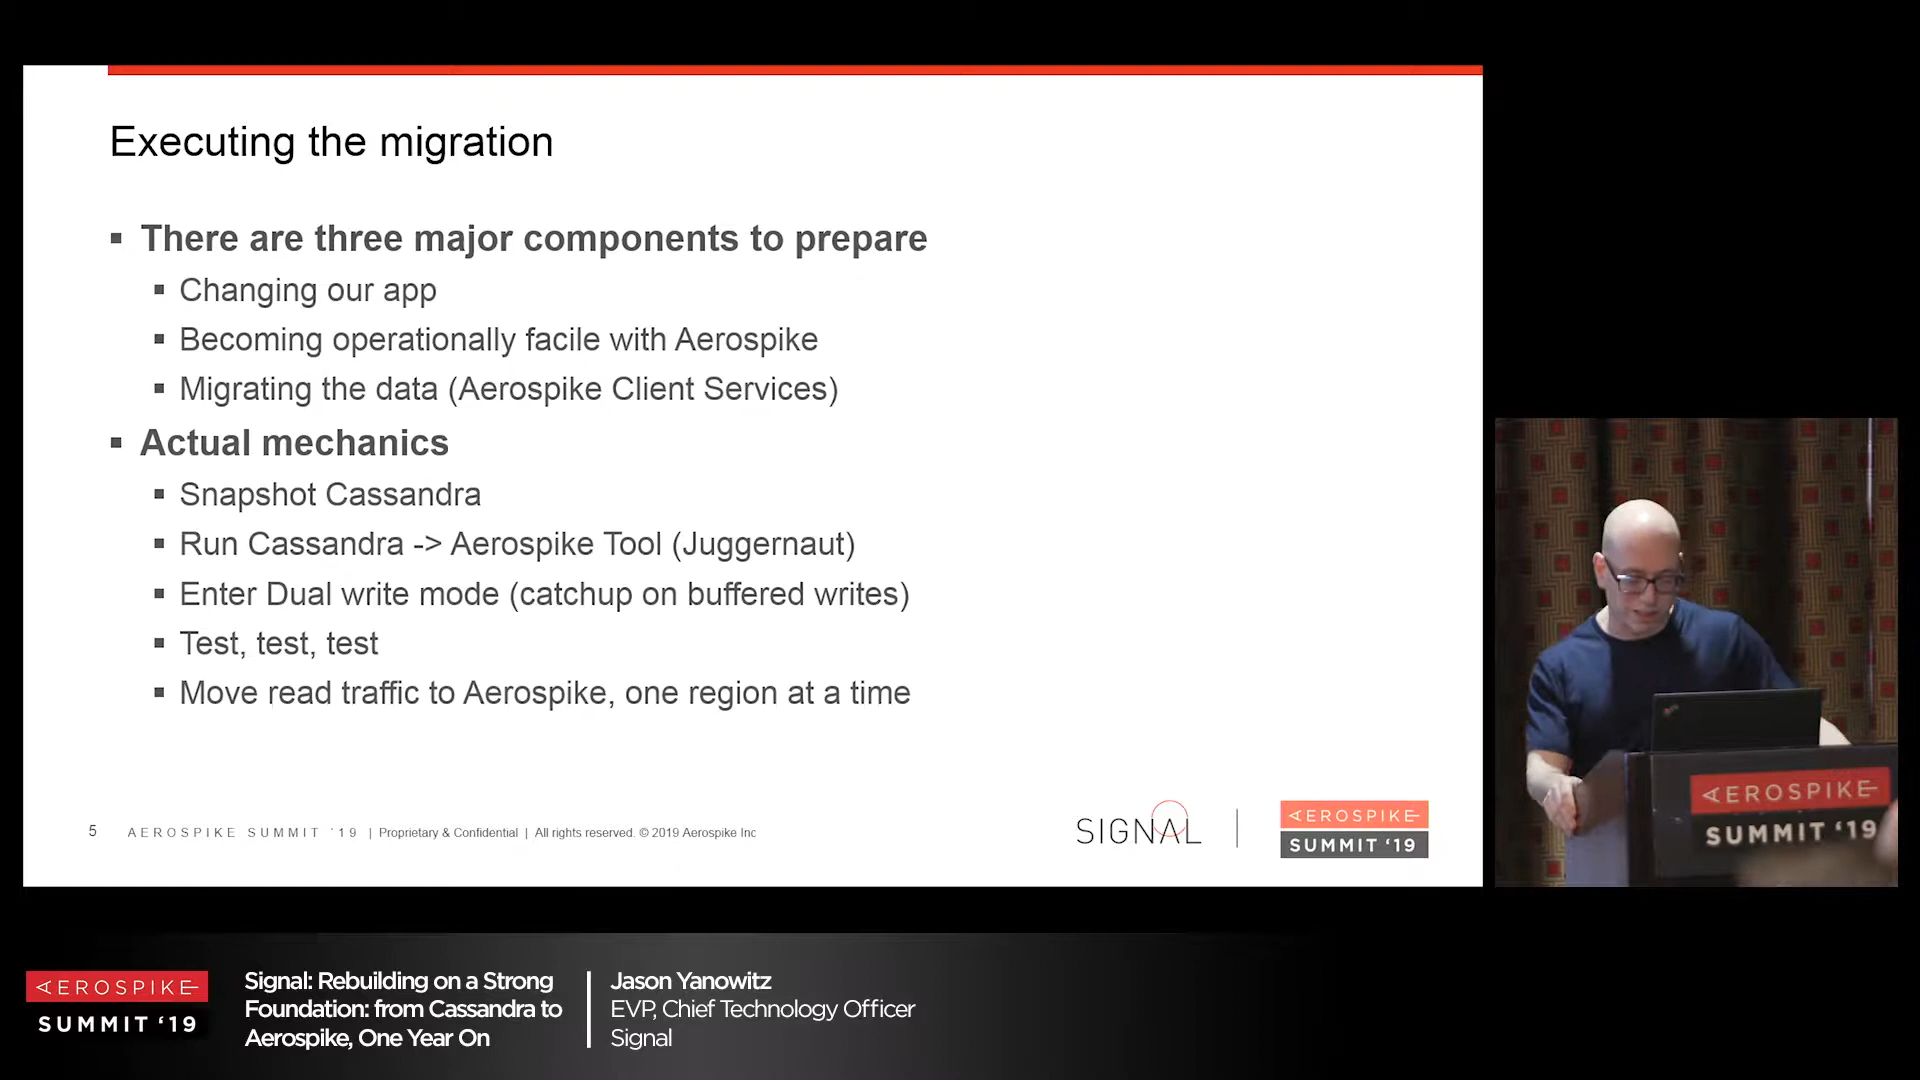 Executing the migration
▪ There are three major components to prepare
▪ Changing our app
▪ Becoming operationally facile with Aerospike
▪ Migrating the data (Aerospike Client Services)
▪ Actual mechanics
▪ Snapshot Cassandra
▪ Run Cassandra -> Aerospike Tool (Juggernaut)
▪ Enter Dual write mode (catchup on buffered writes)
▪ Test, test, test
▪ Move read traffic to Aerospike, one region at a time
5 AEROSPIKE SUMMIT '19 | Proprietary & Confidential | All rights reserved. © 2019 Aerospike Inc
SIGNAL
AEROSPIKE
SUMMIT '19
AEROSPIKE
SUMMIT '19
AEROSPIKE
SUMMIT '19
Signal: Rebuilding on a Strong
Foundation: from Cassandra to
Aerospike, One Year On
Jason Yanowitz
EVP, Chief Technology Officer
Signal